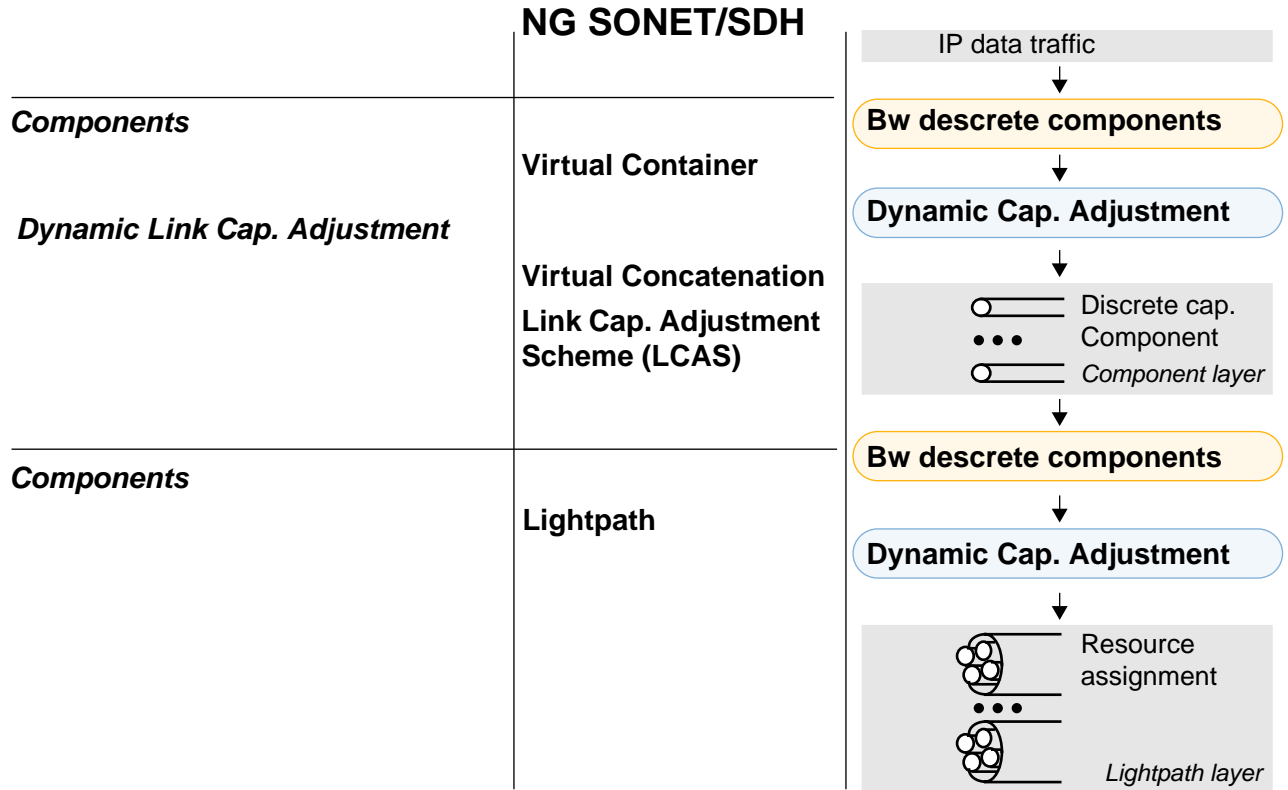 NG SONET/SDH
IP data traffic
Components
Bw descrete components
Virtual Container
Dynamic Link Cap. Adjustment
Dynamic Cap. Adjustment
Virtual Concatenation
Link Cap. Adjustment
Scheme (LCAS)
Discrete cap.
Component
Component layer
Components
Bw descrete components
Lightpath
Dynamic Cap. Adjustment
Resource
assignment
Lightpath layer